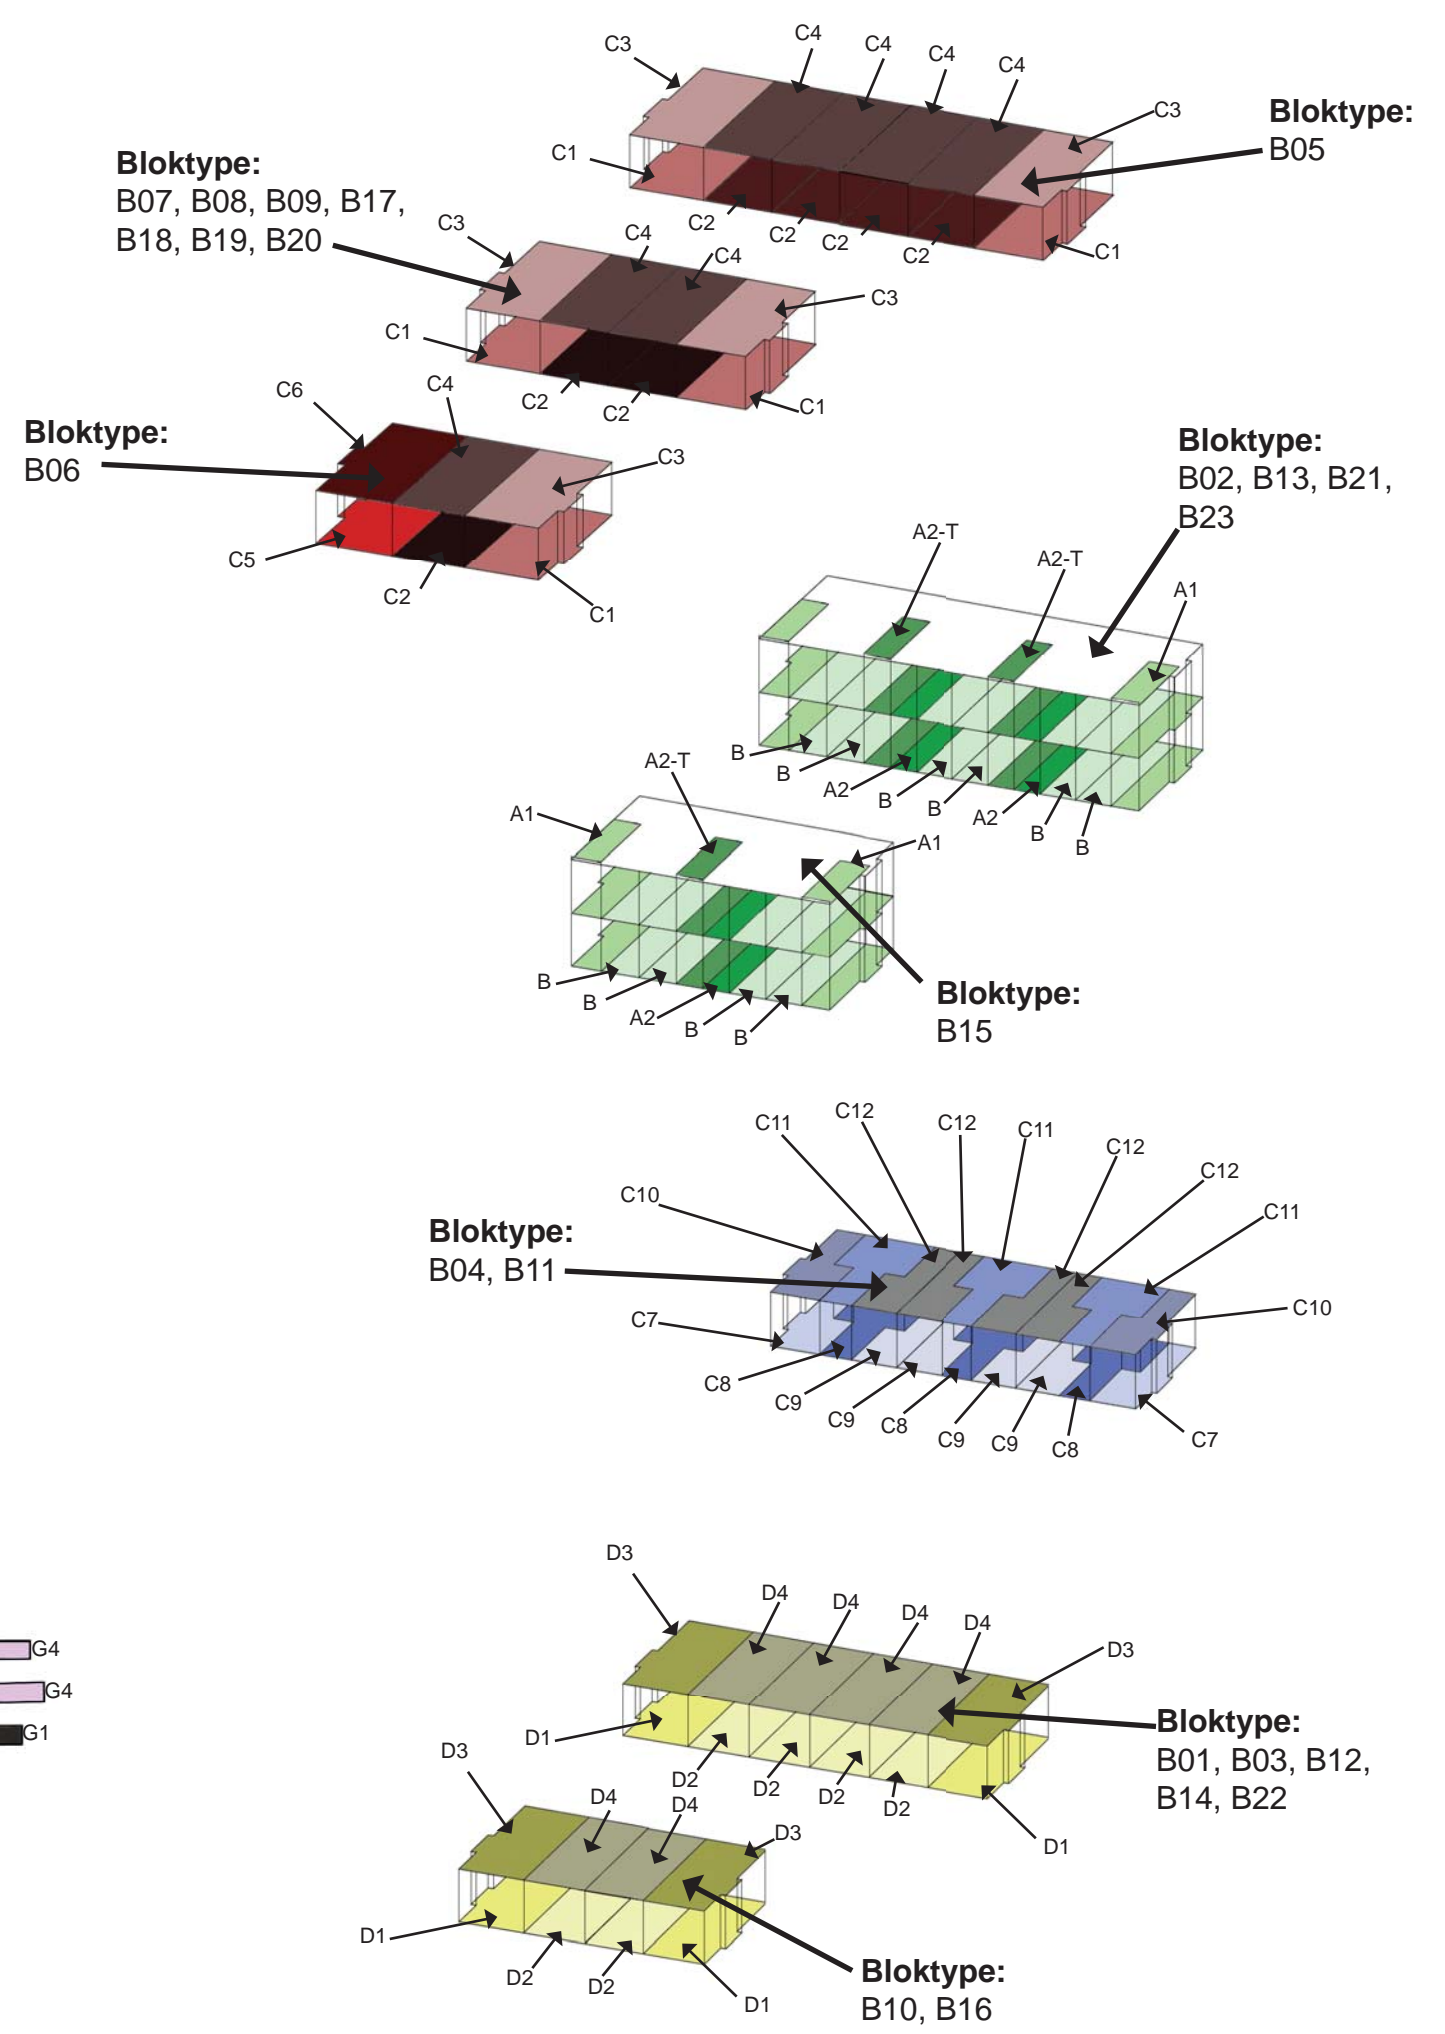 C3
C4
C4
C4
C4
C3
Bloktype:
B05
C1
C2
C2
C2
C2
C1
Bloktype:
B07, B08, B09, B17,
B18, B19, B20
C3
C4
C4
C3
C1
C2
C2
C1
Bloktype:
B06
C6
C4
C3
C5
C2
C1
Bloktype:
B02, B13, B21,
B23
A2-T
A2-T
A1
B
B
A2
B
B
A2
B
B
A1
A2-T
A1
B
B
A2
B
B
Bloktype:
B15
C11
C12
C12
C11
C12
C12
C11
C10
Bloktype:
B04, B11
C10
C7
C8
C9
C9
C8
C9
C9
C8
C7
D3
D4
D4
D4
D4
D3
G4
G4
G1
D1
D2
D2
D2
D2
D1
Bloktype:
B01, B03, B12,
B14, B22
D3
D4
D4
D3
D1
D2
D2
D1
Bloktype:
B10, B16